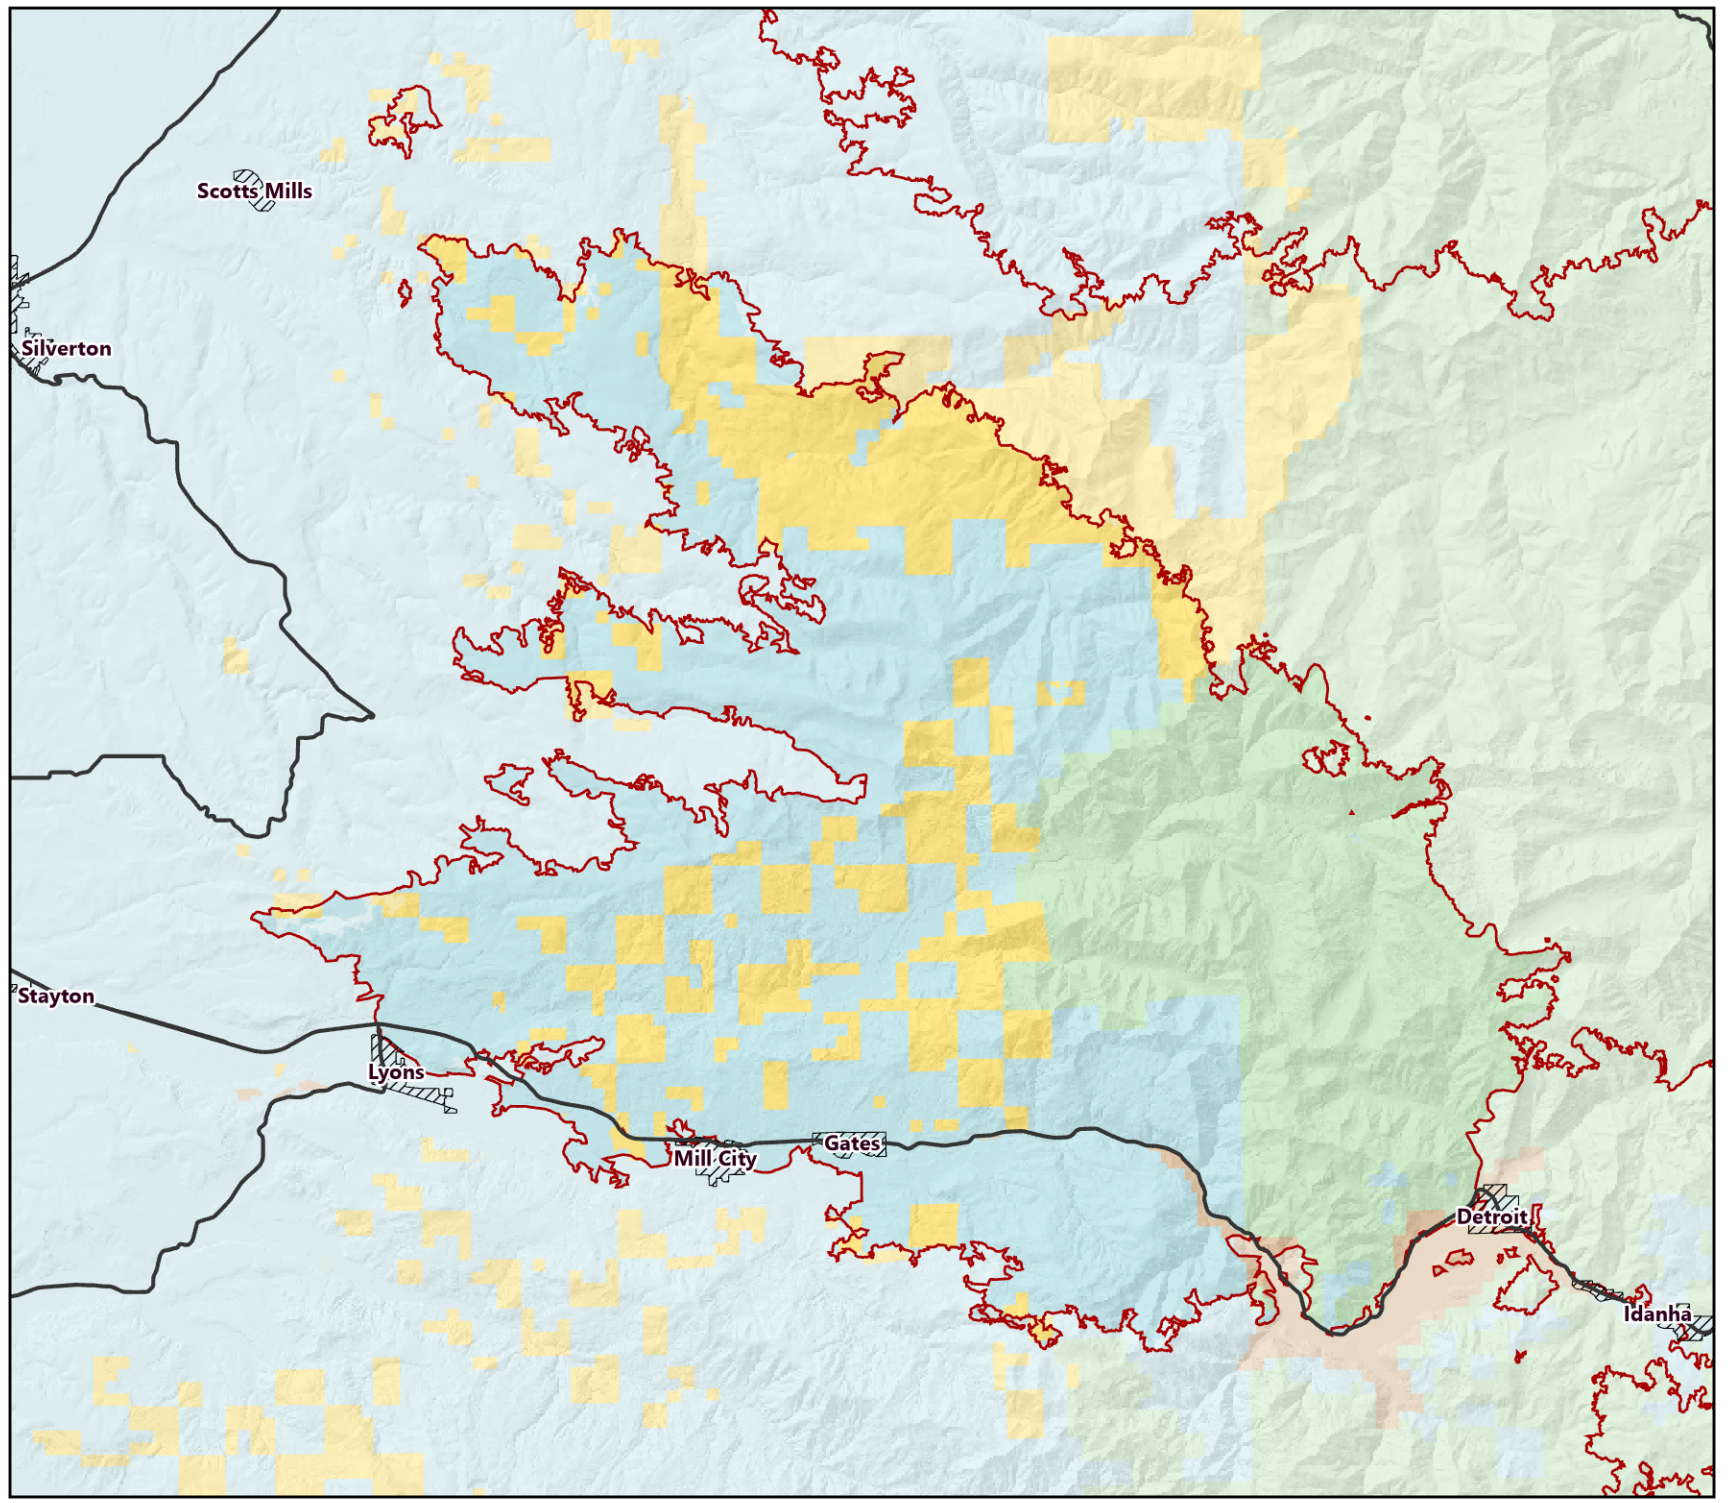 Scotts Mills
Silverton
Stayton
Lyons
Gates
Mill City
Detroit
Idanha